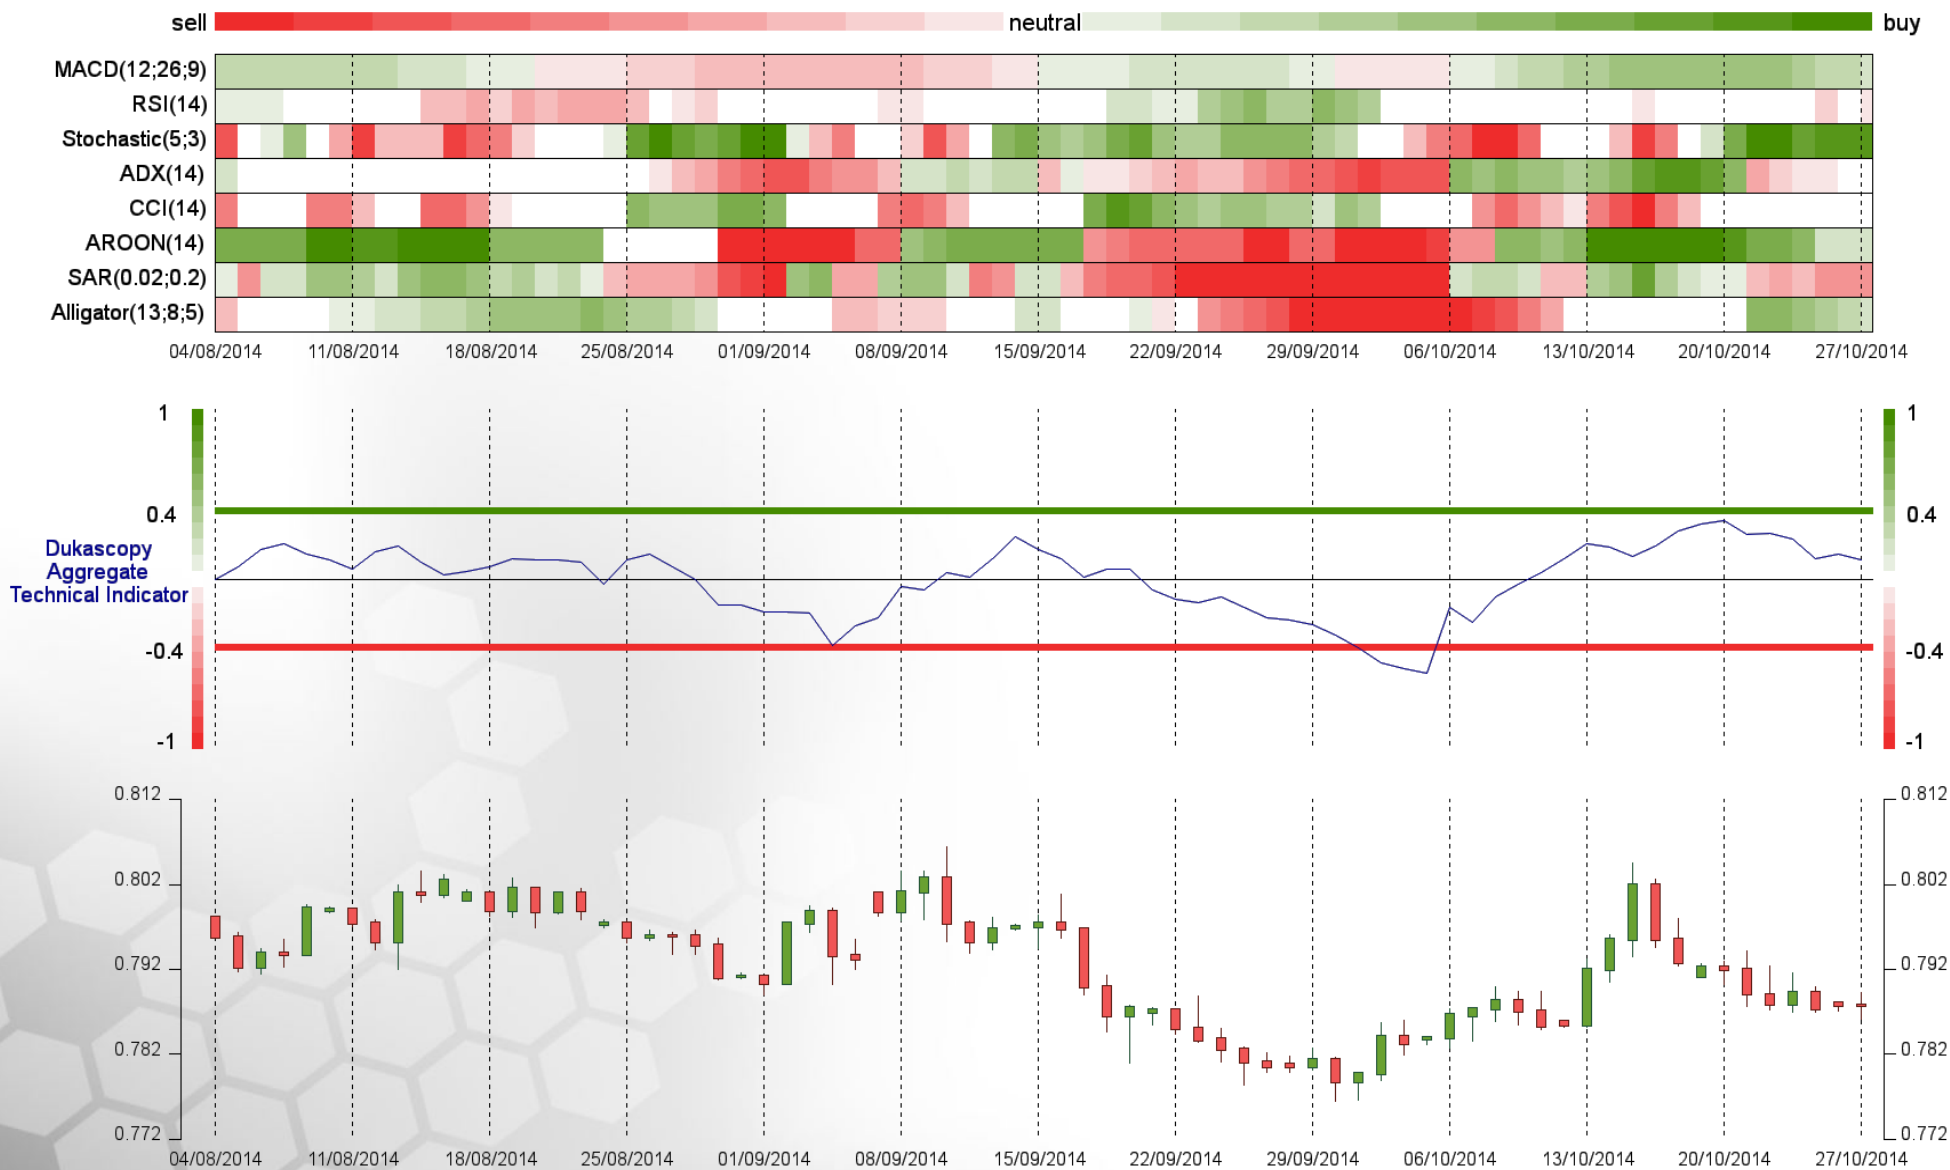 sell neutral buy
MACD(12;26;9)
RSI(14)
Stochastic(5;3)
ADX(14)
CCI(14)
AROON(14)
SAR(0.02;0.2)
Alligator(13;8;5)
04/08/2014 11/08/2014 18/08/2014 25/08/2014 01/09/2014 08/09/2014 15/09/2014 22/09/2014 29/09/2014 06/10/2014 13/10/2014 20/10/2014 27/10/2014
1 1
0.4 0.4
Dukascopy
Aggregate
Technical Indicator
-0.4 -0.4
-1 -1
0.812 0.812
0.802 0.802
0.792 0.792
0.782 0.782
0.772 0.772
04/08/2014 11/08/2014 18/08/2014 25/08/2014 01/09/2014 08/09/2014 15/09/2014 22/09/2014 29/09/2014 06/10/2014 13/10/2014 20/10/2014 27/10/2014